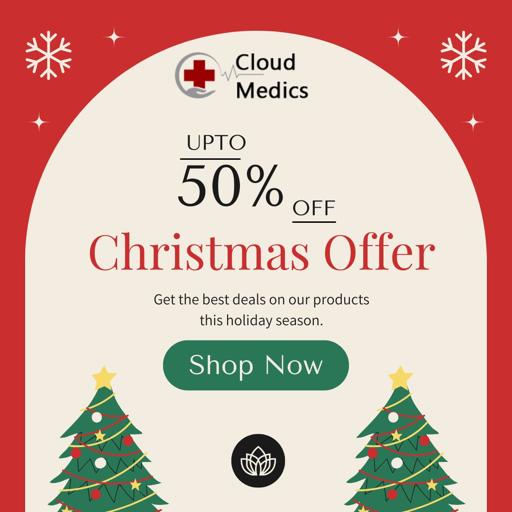 Cloud
Medics
UPTO
50%
OFF
Christmas Offer
Get the best deals on our products
this holiday season.
Shop Now